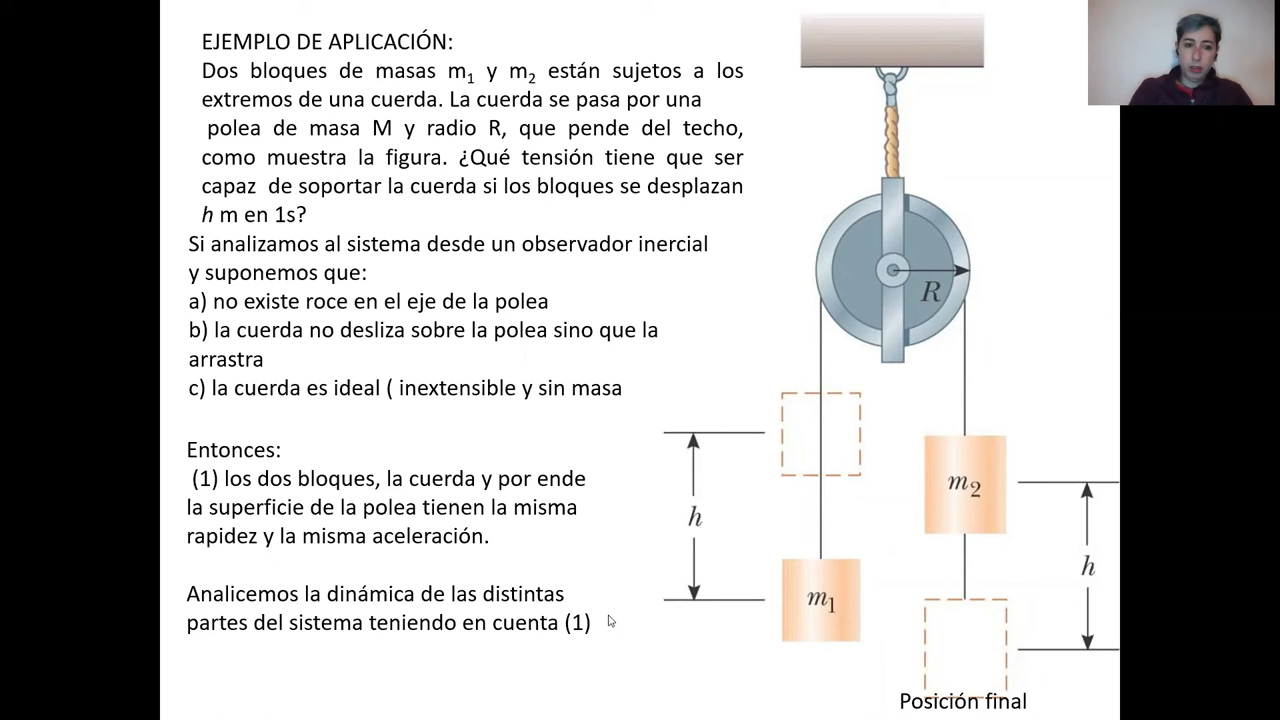 EJEMPLO DE APLICACIÓN:
Dos bloques de masas m₁ y m₂ están sujetos a los
extremos de una cuerda. La cuerda se pasa por una
polea de masa M y radio R, que pende del techo,
como muestra la figura. ¿Qué tensión tiene que ser
capaz de soportar la cuerda si los bloques se desplazan
h m en 1s?
Si analizamos al sistema desde un observador inercial
y suponemos que:
a) no existe roce en el eje de la polea
b) la cuerda no desliza sobre la polea sino que la
arrastra
c) la cuerda es ideal ( inextensible y sin masa
Entonces:
(1) los dos bloques, la cuerda y por ende
la superficie de la polea tienen la misma
rapidez y la misma aceleración.
Analicemos la dinámica de las distintas
partes del sistema teniendo en cuenta (1)
R
m₂
h
h
m₁
Posición final